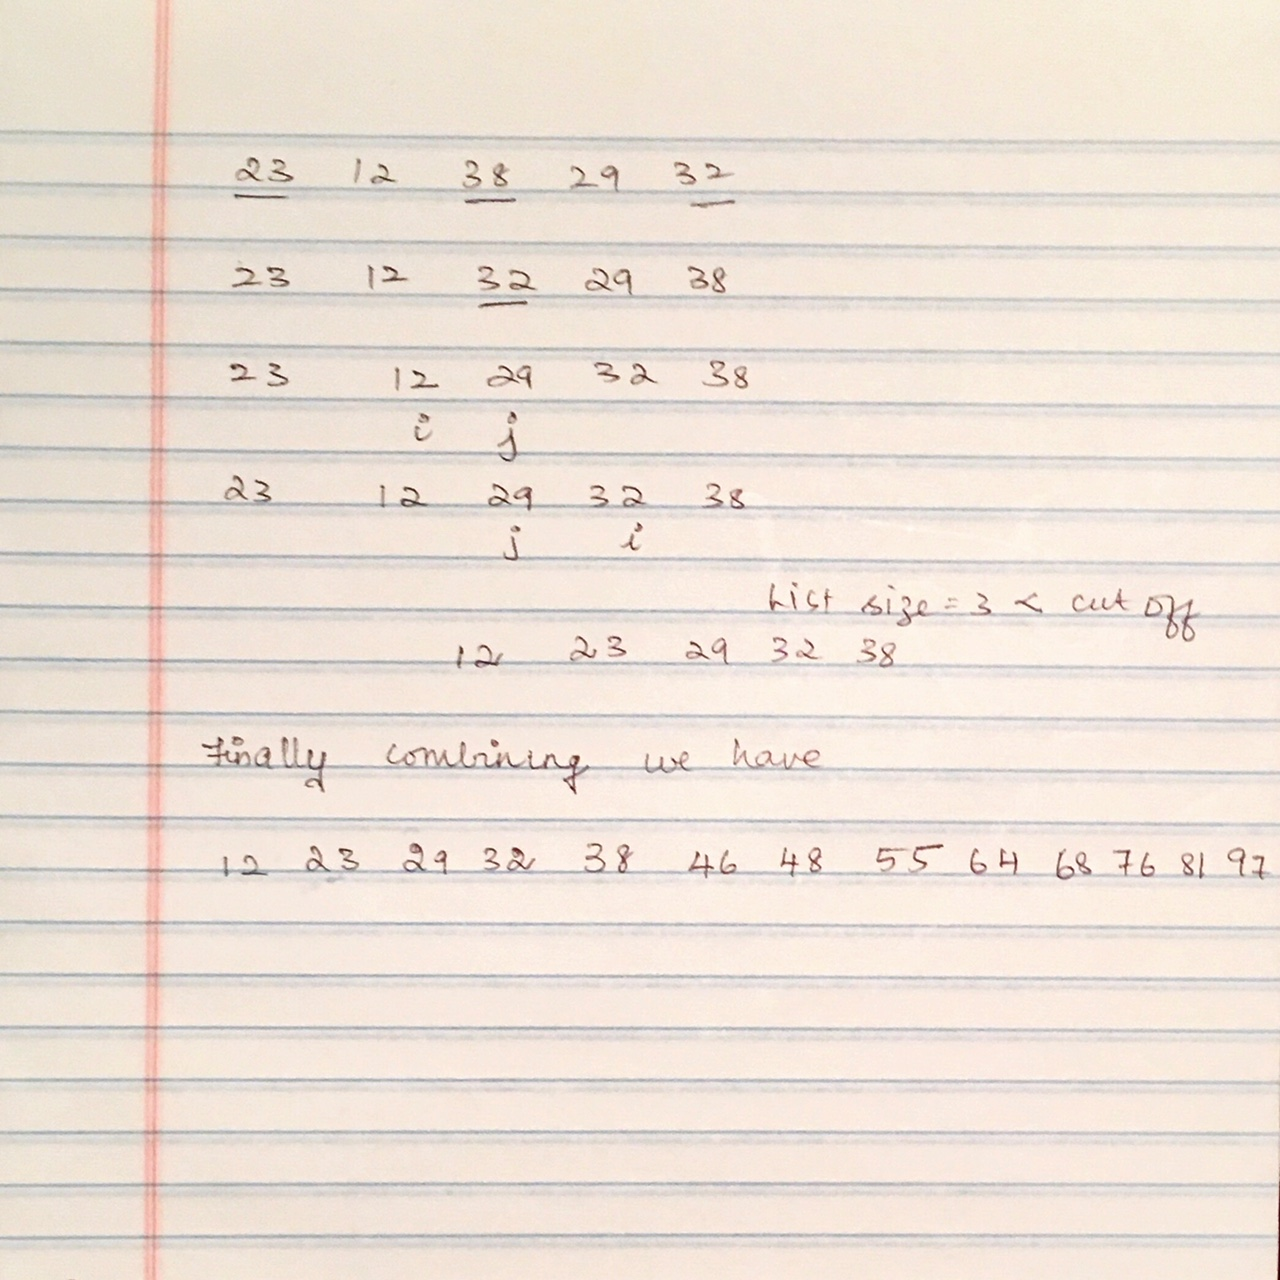 23 12 38 29 32
23 12 32 29 38
23 12 29 32 38
i j
23 12 29 32 38
j i
List size = 3 < cut off
12 23 29 32 38
Finally combining we have
12 23 29 32 38 46 48 55 64 68 76 81 97